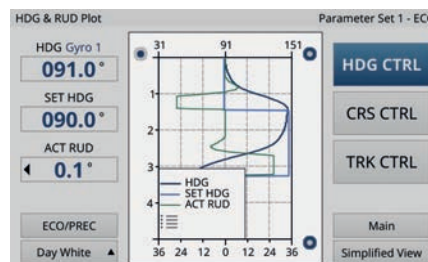 HDG & RUD Plot
Parameter Set 1 - ECO
HDG Gyro 1
091.0°
SET HDG
090.0°
ACT RUD
0.1°
ECO/PREC
Day White
31 91 151
0
1
2
3
4
HDG
SET HDG
ACT RUD
36 24 12 0 12 24 36
HDG CTRL
CRS CTRL
TRK CTRL
Main
Simplified View